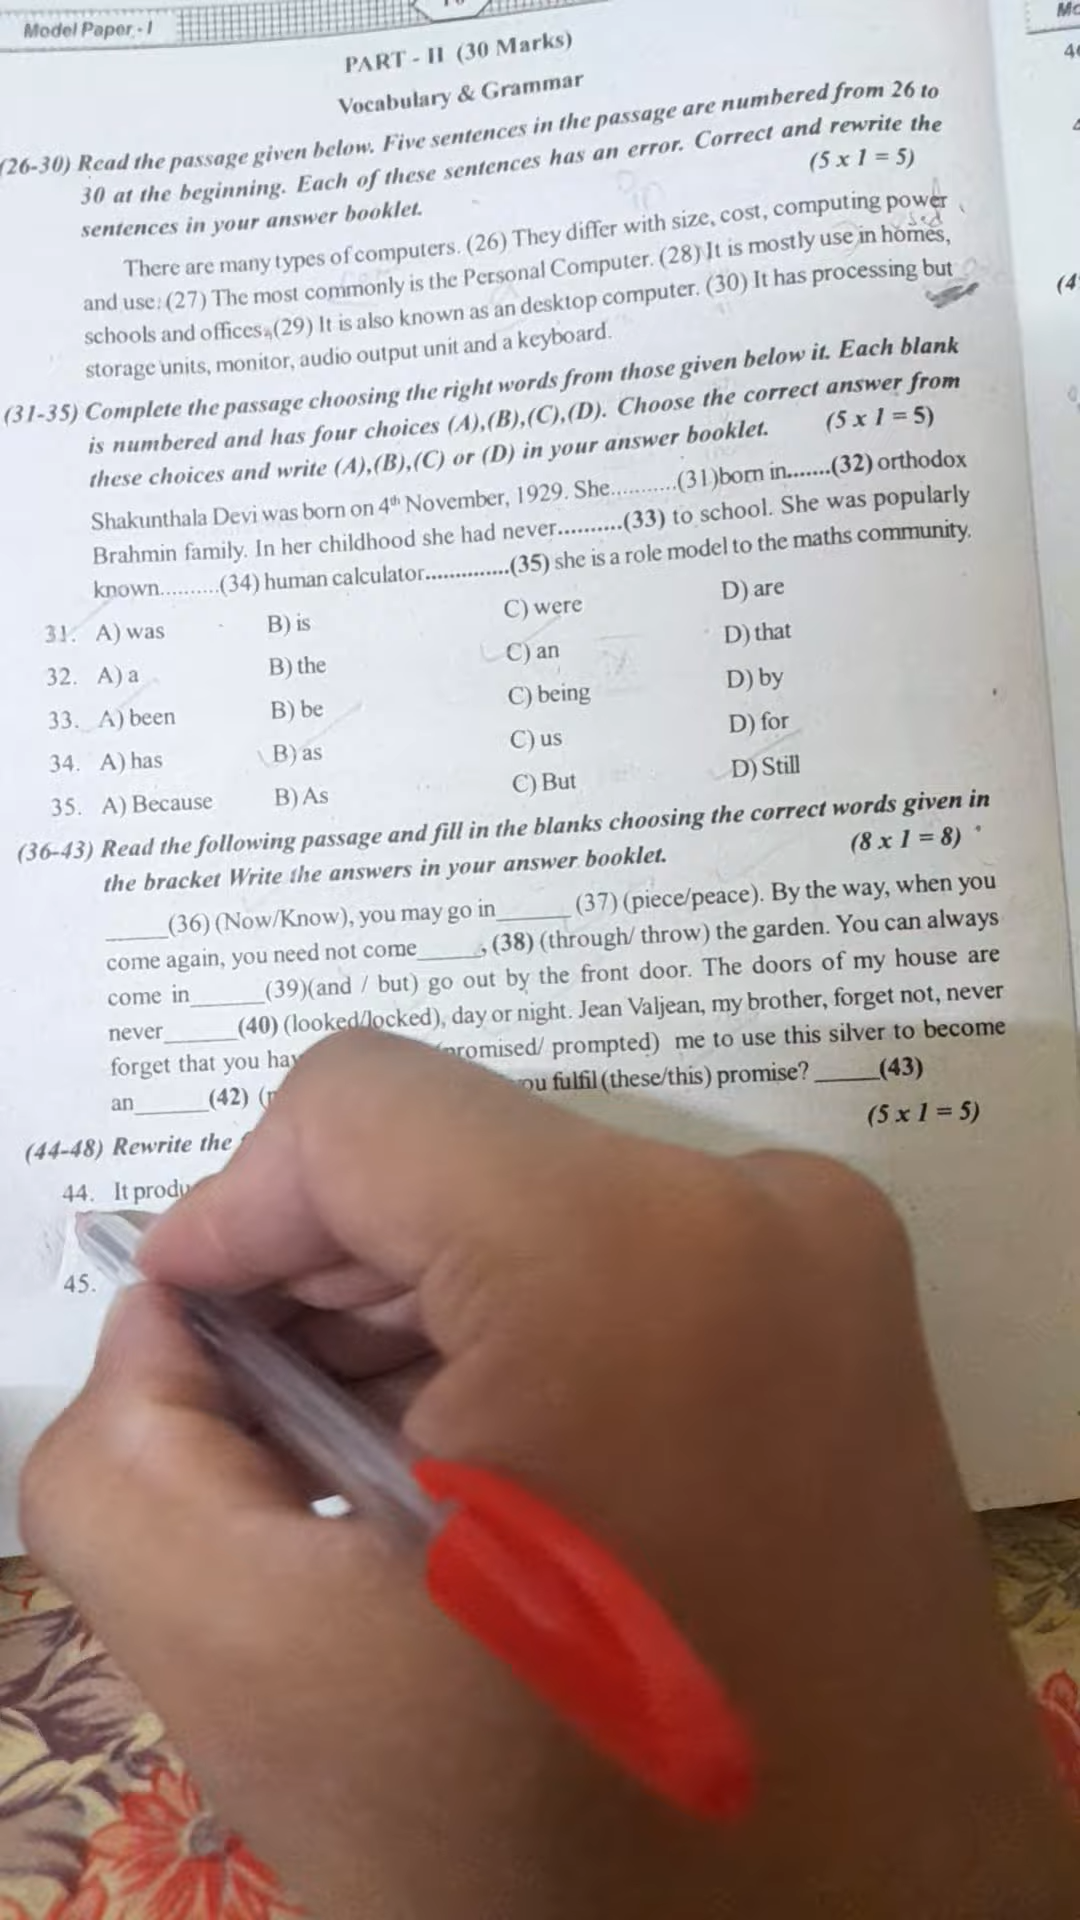 Model Paper - I
PART - II (30 Marks)
Vocabulary & Grammar
(26-30) Read the passage given below. Five sentences in the passage are numbered from 26 to
30 at the beginning. Each of these sentences has an error. Correct and rewrite the
sentences in your answer booklet. (5 x 1 = 5)
There are many types of computers. (26) They differ with size, cost, computing power
and use. (27) The most commonly is the Personal Computer. (28) It is mostly use in homes,
schools and offices. (29) It is also known as an desktop computer. (30) It has processing but
storage units, monitor, audio output unit and a keyboard.
(31-35) Complete the passage choosing the right words from those given below it. Each blank
is numbered and has four choices (A),(B),(C),(D). Choose the correct answer from
these choices and write (A),(B),(C) or (D) in your answer booklet. (5 x 1 = 5)
Shakunthala Devi was born on 4th November, 1929. She...........(31)born in.......(32) orthodox
Brahmin family. In her childhood she had never..........(33) to school. She was popularly
known..........(34) human calculator..............(35) she is a role model to the maths community.
31. A) was B) is C) were D) are
32. A) a B) the C) an D) that
33. A) been B) be C) being D) by
34. A) has B) as C) us D) for
35. A) Because B) As C) But D) Still
(36-43) Read the following passage and fill in the blanks choosing the correct words given in
the bracket Write the answers in your answer booklet. (8 x 1 = 8)
______(36) (Now/Know), you may go in______ (37) (piece/peace). By the way, when you
come again, you need not come_____, (38) (through/ throw) the garden. You can always
come in______(39)(and / but) go out by the front door. The doors of my house are
never______(40) (looked/locked), day or night. Jean Valjean, my brother, forget not, never
forget that you promised/ prompted) me to use this silver to become
an______(42) fulfil (these/this) promise? _____(43)
(44-48) Rewrite the (5 x 1 = 5)
44. It
45.